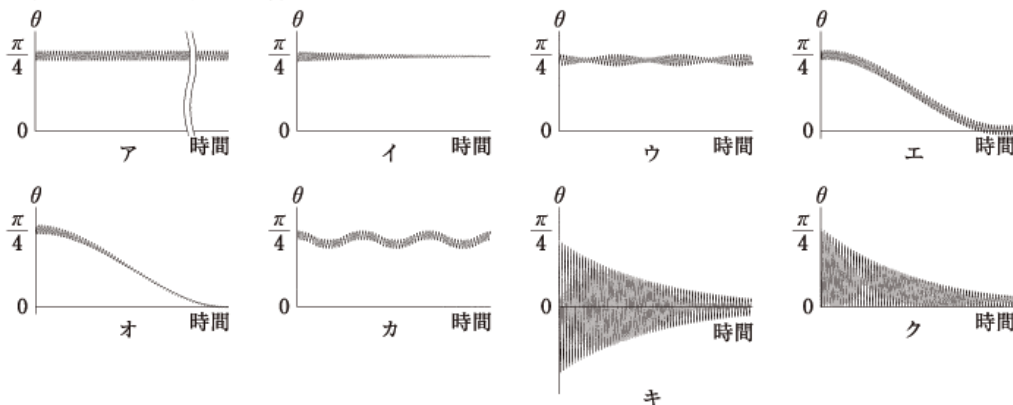 θ θ θ θ
π/4 π/4 π/4 π/4
0 0 0 0
時間 時間 時間 時間
ア イ ウ エ
θ θ θ θ
π/4 π/4 π/4 π/4
0 0 0 0
時間 時間 時間 時間
オ カ キ ク